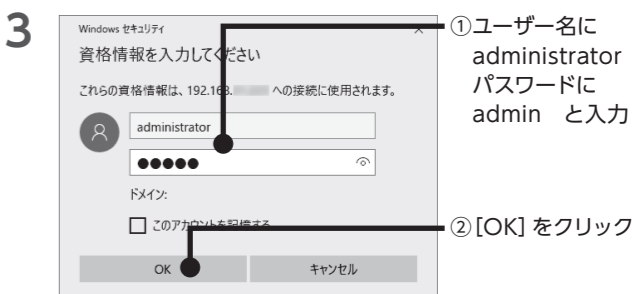 3
Windows セキュリティ
資格情報を入力してください
これらの資格情報は、192.168. への接続に使用されます。
administrator
●●●●●
ドメイン:
このアカウントを記憶する
OK キャンセル
①ユーザー名に
administrator
パスワードに
admin と入力
②[OK] をクリック